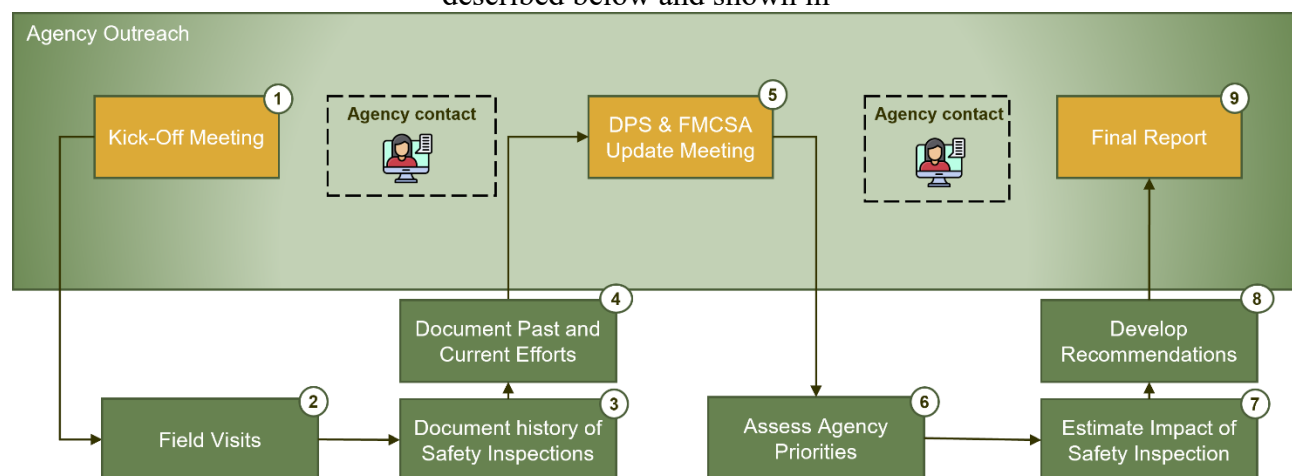 described below and shown in
Agency Outreach
1
Kick-Off Meeting
Agency contact
5
DPS & FMCSA
Update Meeting
Agency contact
9
Final Report
4
Document Past and
Current Efforts
8
Develop
Recommendations
2
Field Visits
3
Document history of
Safety Inspections
6
Assess Agency
Priorities
7
Estimate Impact of
Safety Inspection